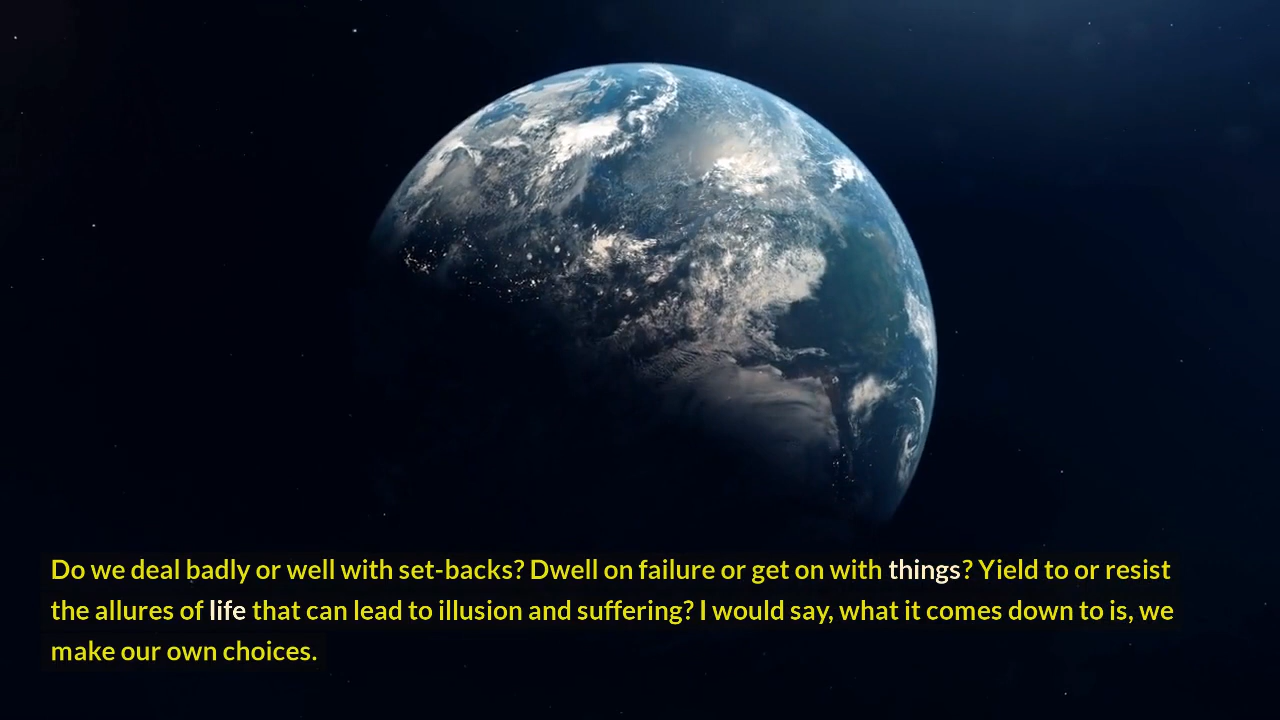 Do we deal badly or well with set-backs? Dwell on failure or get on with things? Yield to or resist
the allures of life that can lead to illusion and suffering? I would say, what it comes down to is, we
make our own choices.